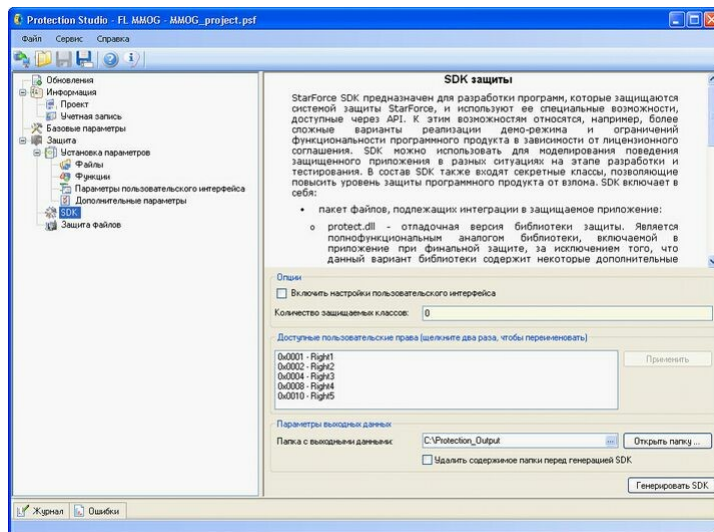 Protection Studio - FL MMOG - MMOG_project.psf
Файл Сервис Справка
Обновления
Информация
Проект
Учетная запись
Базовые параметры
Защита
Установка параметров
Файлы
Функции
Параметры пользовательского интерфейса
Дополнительные параметры
SDK
Защита файлов
SDK защиты
StarForce SDK предназначен для разработки программ, которые защищаются
системой защиты StarForce, и используют ее специальные возможности,
доступные через API. К этим возможностям относятся, например, более
сложные варианты реализации демо-режима и ограничений
функциональности программного продукта в зависимости от лицензионного
соглашения. SDK можно использовать для моделирования поведения
защищенного приложения в разных ситуациях на этапе разработки и
тестирования. В состав SDK также входят секретные классы, позволяющие
повысить уровень защиты программного продукта от взлома. SDK включает в
себя:
• пакет файлов, подлежащих интеграции в защищаемое приложение:
o protect.dll - отладочная версия библиотеки защиты. Является
полнофункциональным аналогом библиотеки, включаемой в
приложение при финальной защите, за исключением того, что
данный вариант библиотеки содержит некоторые дополнительные
Опции
Включить настройки пользовательского интерфейса
Количество защищаемых классов: 0
Доступные пользовательские права (щелкните два раза, чтобы переименовать)
0x0001 - Right1
0x0002 - Right2
0x0004 - Right3
0x0008 - Right4
0x0010 - Right5
Применить
Параметры выходных данных
Папка с выходными данными: C:\Protection_Output ... Открыть папку ...
Удалить содержимое папки перед генерацией SDK
Генерировать SDK
Журнал Ошибки